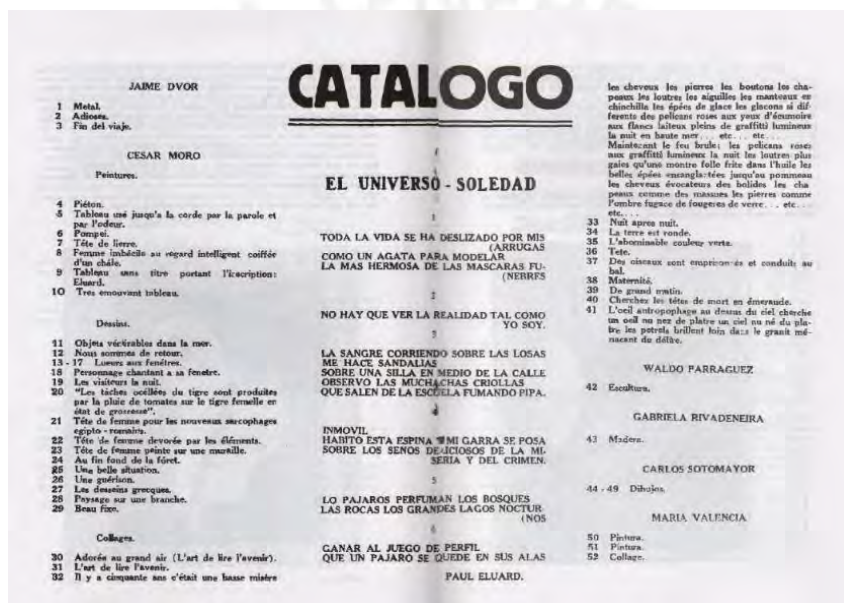 CATALOGO
JAIME DVOR
1 Metal.
2 Adioses.
3 Fin del viaje.
CESAR MORO
Peintures.
4 Piéton.
5 Tableau usé jusqu'a la corde par la parole et
par l'odeur.
6 Pompei.
7 Tête de lierre.
8 Femme imbécile au regard intelligent coiffée
d'un châle.
9 Tableau sans titre portant l'iscription:
Eluard.
10 Tres emouvant tableau.
Dessins.
11 Objets véritables dans la mer.
12 Nous sommes de retour.
13 - 17 Lueurs aux fenêtres.
18 Personnage chantant a sa fenetre.
19 Les visiteurs la nuit.
20 "Les tâches ocellées du tigre sont produites
par la pluie de tomates sur le tigre femelle en
état de grossesse".
21 Tête de femme pour les nouveaux sarcophages
egipto - romains.
22 Tête de femme devorée par les éléments.
23 Tête de femme peinte sur une muraille.
24 Au fin fond de la fôret.
25 Une belle situation.
26 Une guérison.
27 Les desseins grecques.
28 Paysage sur une branche.
29 Beau fixe.
Collages.
30 Adorés au grand air (L'art de lire l'avenir).
31 L'art de lire l'avenir.
32 Il y a cinquante ans c'était une basse misère
EL UNIVERSO - SOLEDAD
1
TODA LA VIDA SE HA DESLIZADO POR MIS
(ARRUGAS
COMO UN AGATA PARA MODELAR
LA MAS HERMOSA DE LAS MASCARAS FU-
(NEBRES
2
NO HAY QUE VER LA REALIDAD TAL COMO
YO SOY.
3
LA SANGRE CORRIENDO SOBRE LAS LOSAS
ME HACE SANDALIAS
SOBRE UNA SILLA EN MEDIO DE LA CALLE
OBSERVO LAS MUCHACHAS CRIOLLAS
QUE SALEN DE LA ESCUELA FUMANDO PIPA.
INMOVIL
HABITO ESTA ESPINA MI GARRA SE POSA
SOBRE LOS SENOS DELICIOSOS DE LA MI-
SERIA Y DEL CRIMEN.
5
LO PAJAROS PERFUMAN LOS BOSQUES
LAS ROCAS LOS GRANDES LAGOS NOCTUR-
(NOS
6
GANAR AL JUEGO DE PERFIL
QUE UN PAJARO SE QUEDE EN SUS ALAS
PAUL ELUARD.
les cheveux les pierres les boutons les cha-
peaux les loutres les aiguilles les manteaux en
chinchilla les épées de glace les glacons si dif-
ferents des pelicans roses aux yeux d'écumoire
aux flancs laiteux pleins de graffitti lumineux
la nuit en haute mer... etc... etc...
Maintenant le feu brule: les pelicans roses
aux graffitti lumineux la nuit les loutres plus
gaies qu'une montre folle frite dans l'huile les
belles épées ensanglantées jusqu'au pommeau
les cheveux évocateurs des bolides les cha
peaux comme des massues les pierres comme
l'ombre fugace de fougeres de verre... etc...
etc....
33 Nuit apres nuit.
34 La terre est ronde.
35 L'abominable couleur verte.
36 Tete.
37 Des ciseaux sont emprisonnés et conduits au
bal.
38 Maternité.
39 De grand matin.
40 Cherchez les têtes de mort en émeraude.
41 L'oeil antropophage au dessus du ciel cherche
un oeil au nez de platre un ciel nu né du pla-
tre les petrels brillent loin dans le granit mé-
nacent du délire.
WALDO PARRAGUEZ
42 Escultura.
GABRIELA RIVADENEIRA
43 Madera.
CARLOS SOTOMAYOR
44 - 49 Dibujos.
MARIA VALENCIA
50 Pintura.
51 Pintura.
52 Collage.